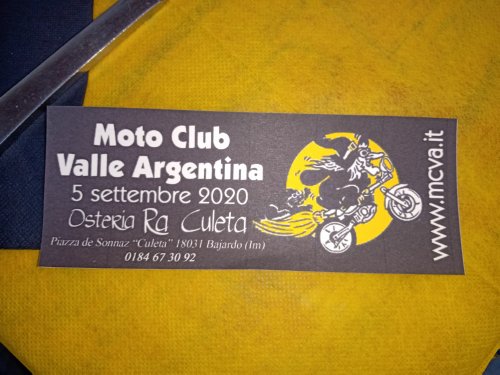 Moto Club
Valle Argentina
5 settembre 2020
Osteria Ra Culeta
Piazza de Sonnaz "Culeta" 18031 Bajardo (Im)
0184 67 30 92
www.mcva.it